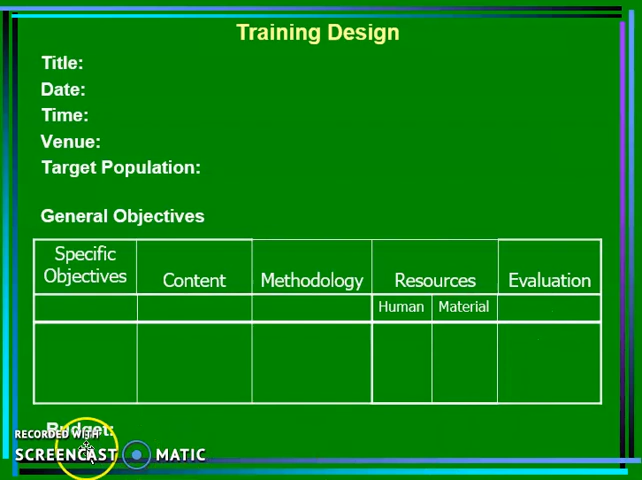 Training Design
Title:
Date:
Time:
Venue:
Target Population:
General Objectives
Specific Objectives
Content
Methodology
Resources
Evaluation
Human
Material
Budget:
RECORDED WITH
SCREENCAST MATIC